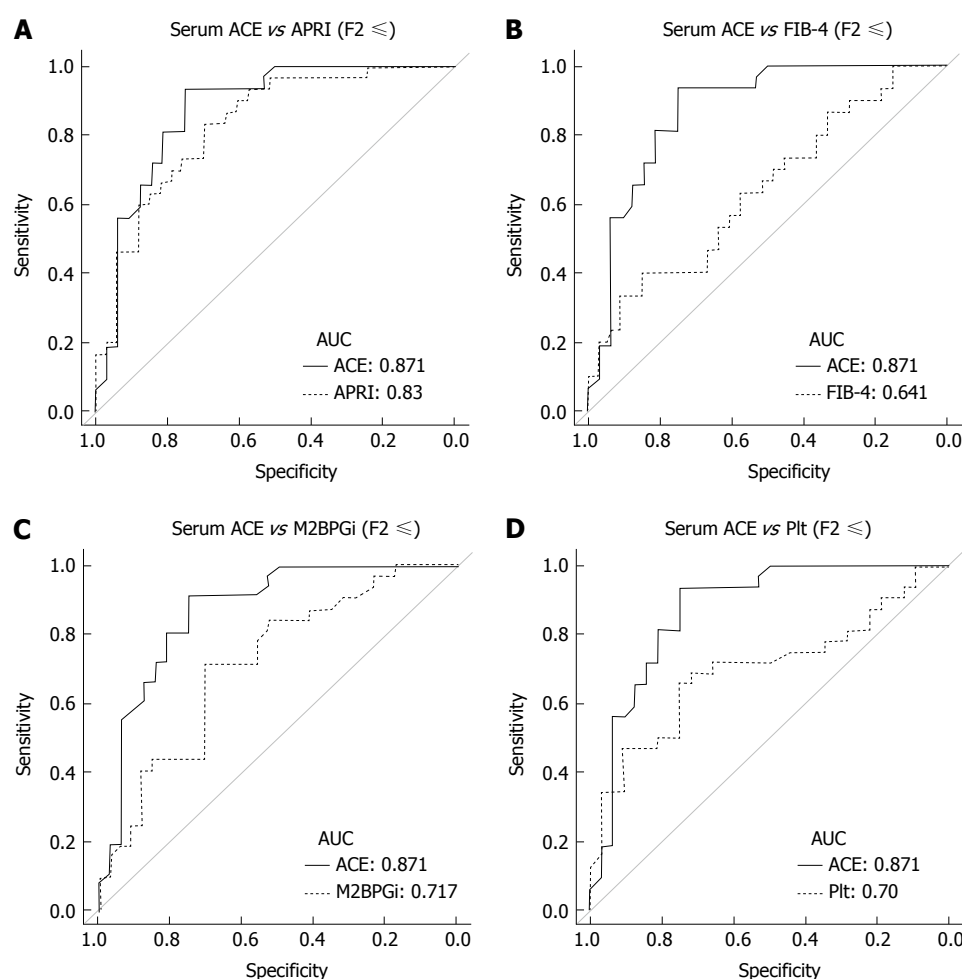 A
Serum ACE vs APRI (F2 ≤)
1.0
0.8
0.6
0.4
0.2
0.0
Sensitivity
AUC
ACE: 0.871
APRI: 0.83
1.0 0.8 0.6 0.4 0.2 0.0
Specificity
B
Serum ACE vs FIB-4 (F2 ≤)
1.0
0.8
0.6
0.4
0.2
0.0
Sensitivity
AUC
ACE: 0.871
FIB-4: 0.641
1.0 0.8 0.6 0.4 0.2 0.0
Specificity
C
Serum ACE vs M2BPGi (F2 ≤)
1.0
0.8
0.6
0.4
0.2
0.0
Sensitivity
AUC
ACE: 0.871
M2BPGi: 0.717
1.0 0.8 0.6 0.4 0.2 0.0
Specificity
D
Serum ACE vs Plt (F2 ≤)
1.0
0.8
0.6
0.4
0.2
0.0
Sensitivity
AUC
ACE: 0.871
Plt: 0.70
1.0 0.8 0.6 0.4 0.2 0.0
Specificity